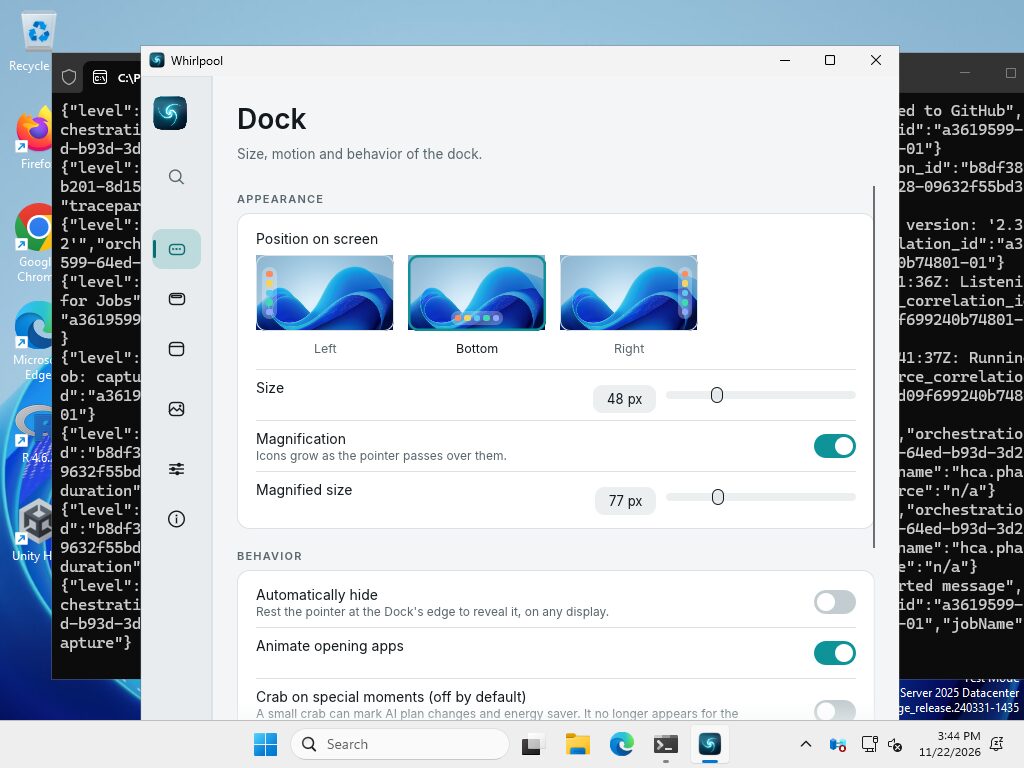 Recycle
Firefo
Google
Chrom
Microso
Edge
R 4.6.
Unity H
C:\P
{"level":
chestrati
d-b93d-3d
{"level":
b201-8d15
"tracepar
{"level":
2'","orch
599-64ed-
{"level":
for Jobs"
"a3619599
}
{"level":
ob: captu
d":"a3619
01"}
{"level":
d":"b8df3
9632f55bd
duration"
{"level":
d":"b8df3
9632f55bd
duration"
{"level":
chestrati
d-b93d-3d
apture"}
Whirlpool
Dock
Size, motion and behavior of the dock.
APPEARANCE
Position on screen
Left
Bottom
Right
Size
48 px
Magnification
Icons grow as the pointer passes over them.
Magnified size
77 px
BEHAVIOR
Automatically hide
Rest the pointer at the Dock's edge to reveal it, on any display.
Animate opening apps
Crab on special moments (off by default)
A small crab can mark AI plan changes and energy saver. It no longer appears for the
ed to GitHub",
id":"a3619599-
-01"}
on_id":"b8df38
28-09632f55bd3
version: '2.3
lation_id":"a3
0b74801-01"}
1:36Z: Listeni
_correlation_i
f699240b74801-
41:37Z: Runnin
rce_correlatio
d09f699240b748
,"orchestratio
-64ed-b93d-3d2
name":"hca.pha
rce":"n/a"}
,"orchestratio
-64ed-b93d-3d2
name":"hca.pha
e":"n/a"}
rted message",
id":"a3619599-
-01","jobName"
Test Mode
Server 2025 Datacenter
ge_release.240331-1435
Search
3:44 PM
11/22/2026